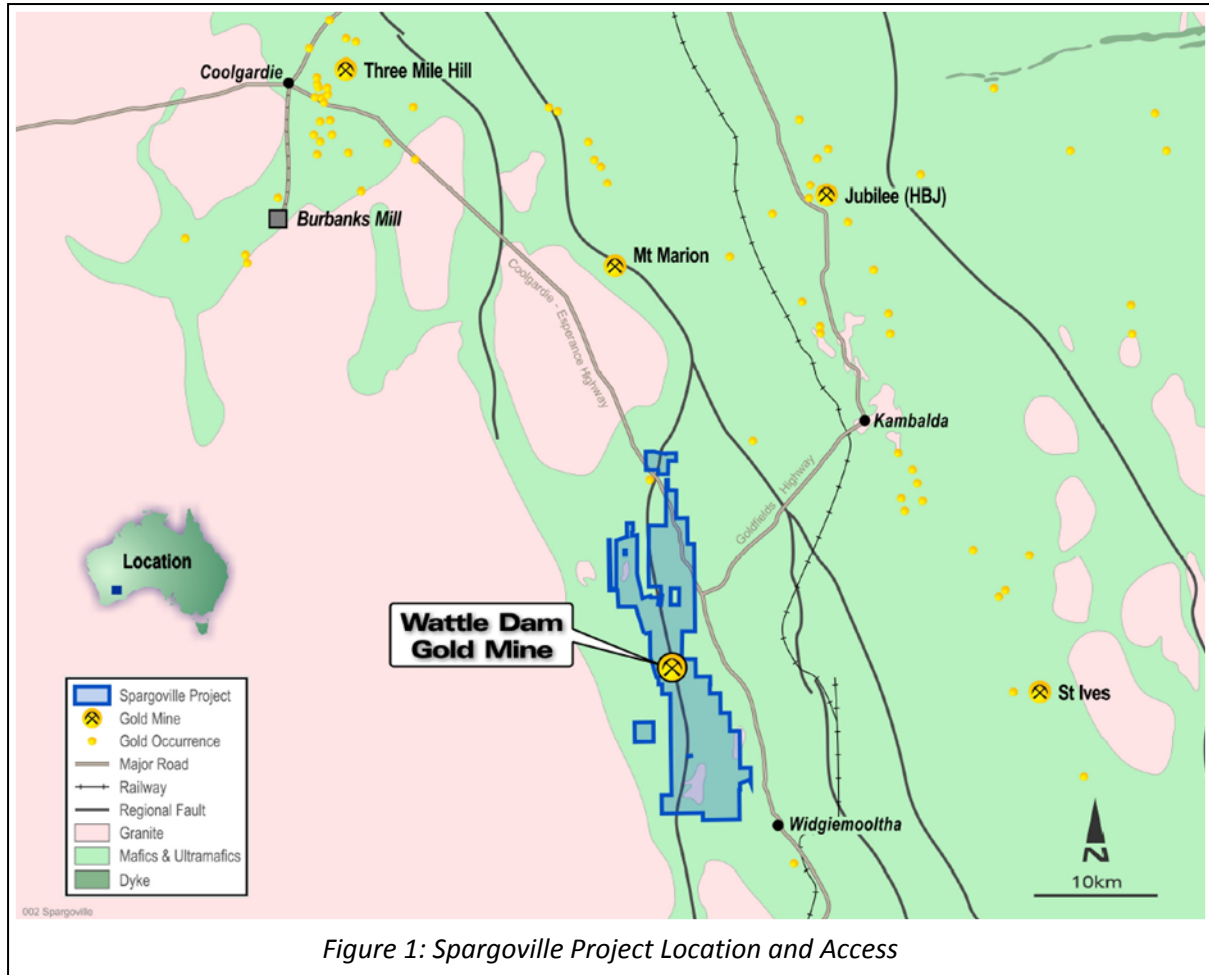 Coolgardie
Three Mile Hill
Burbanks Mill
Jubilee (HBJ)
Mt Marion
Coolgardie - Esperance Highway
Kambalda
Goldfields Highway
Location
Wattle Dam
Gold Mine
St Ives
Widgiemooltha
Spargoville Project
Gold Mine
Gold Occurrence
Major Road
Railway
Regional Fault
Granite
Mafics & Ultramafics
Dyke
N
10km
002 Spargoville
Figure 1: Spargoville Project Location and Access